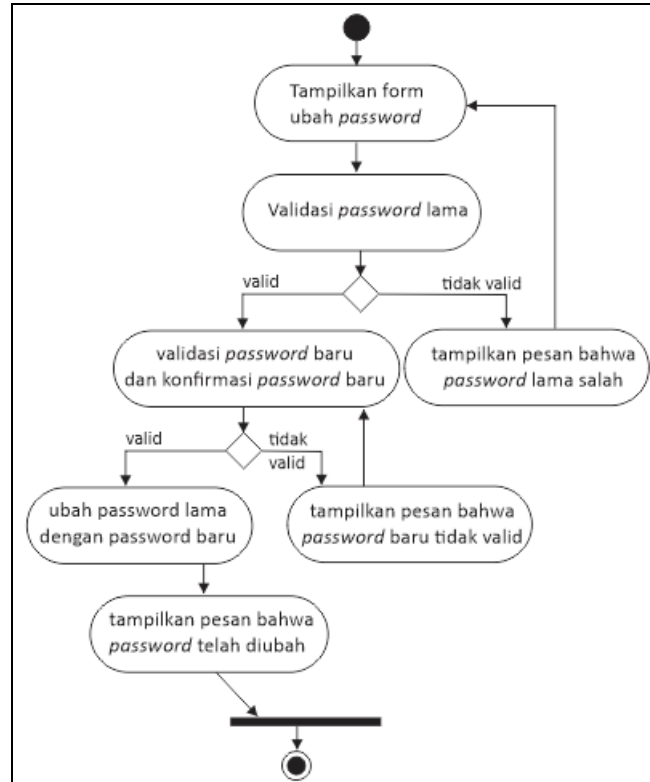 Tampilkan form
ubah password
Validasi password lama
valid
tidak valid
validasi password baru
dan konfirmasi password baru
tampilkan pesan bahwa
password lama salah
valid
tidak
valid
ubah password lama
dengan password baru
tampilkan pesan bahwa
password baru tidak valid
tampilkan pesan bahwa
password telah diubah